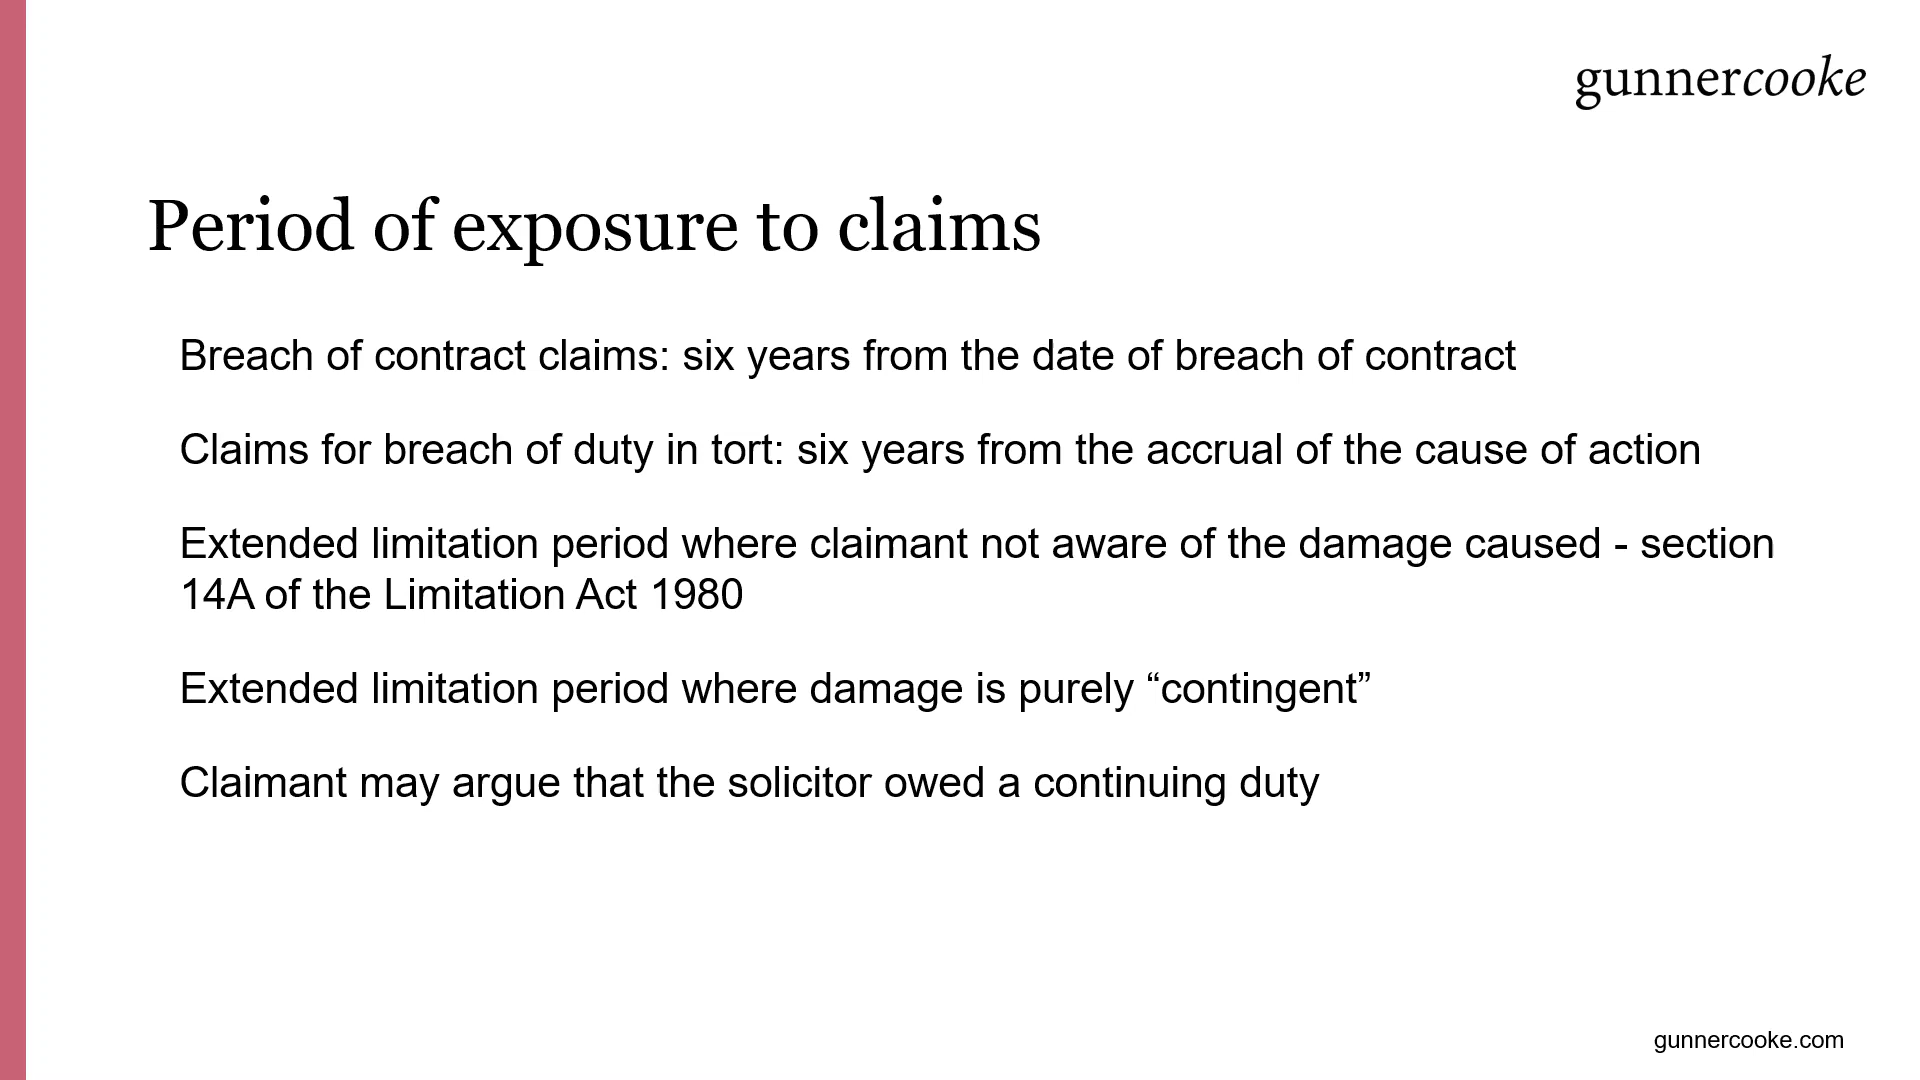 gunnercooke
Period of exposure to claims
Breach of contract claims: six years from the date of breach of contract
Claims for breach of duty in tort: six years from the accrual of the cause of action
Extended limitation period where claimant not aware of the damage caused - section
14A of the Limitation Act 1980
Extended limitation period where damage is purely “contingent”
Claimant may argue that the solicitor owed a continuing duty
gunnercooke.com